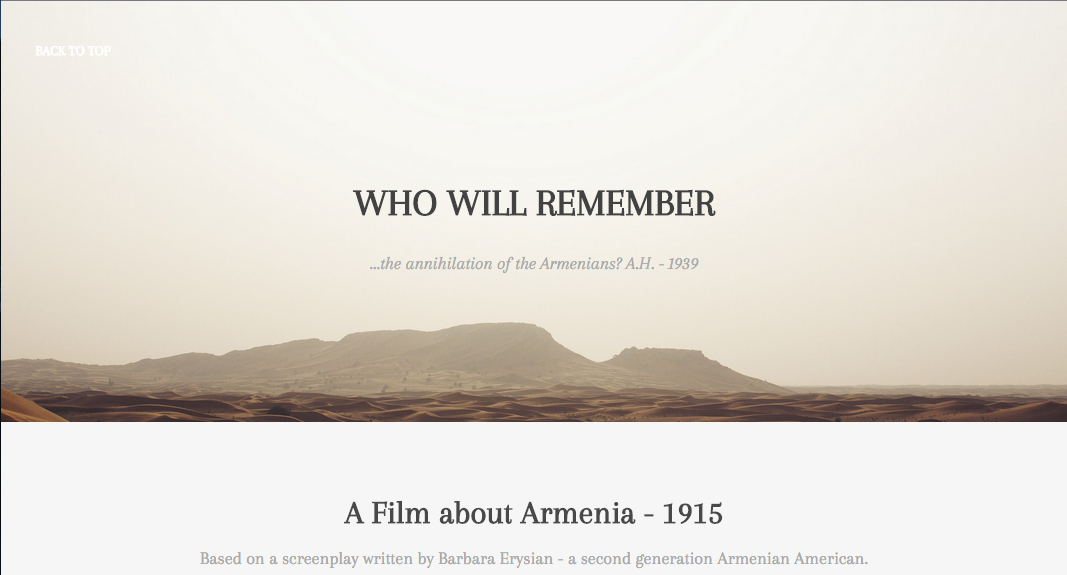 BACK TO TOP
WHO WILL REMEMBER
...the annihilation of the Armenians? A.H. - 1939
A Film about Armenia - 1915
Based on a screenplay written by Barbara Erysian - a second generation Armenian American.